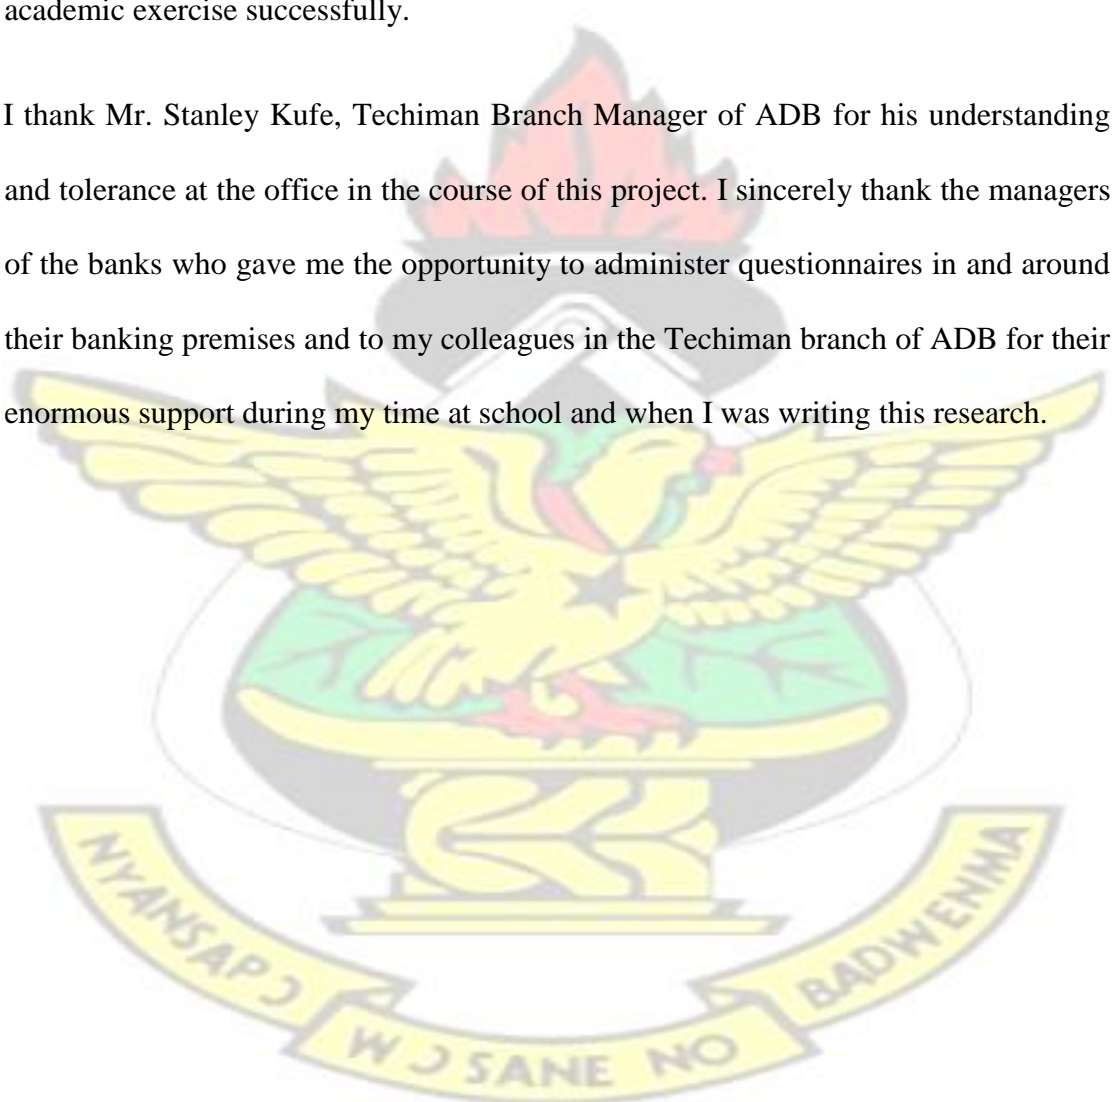 academic exercise successfully.
I thank Mr. Stanley Kufe, Techiman Branch Manager of ADB for his understanding
and tolerance at the office in the course of this project. I sincerely thank the managers
of the banks who gave me the opportunity to administer questionnaires in and around
their banking premises and to my colleagues in the Techiman branch of ADB for their
enormous support during my time at school and when I was writing this research.
NYANSAPƆ
WƆSANE NO
BADWENMA